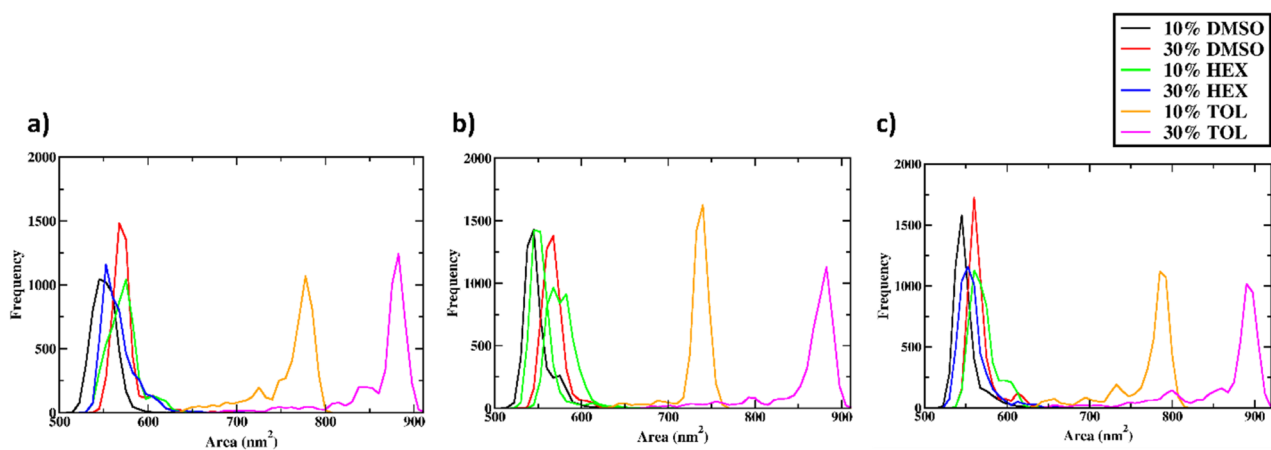 10% DMSO
30% DMSO
10% HEX
30% HEX
10% TOL
30% TOL
a)
b)
c)
2000
1500
1000
500
0
Frequency
500 600 700 800 900
Area (nm2)
2000
1500
1000
500
0
Frequency
500 600 700 800 900
Area (nm2)
2000
1500
1000
500
0
Frequency
500 600 700 800 900
Area (nm2)